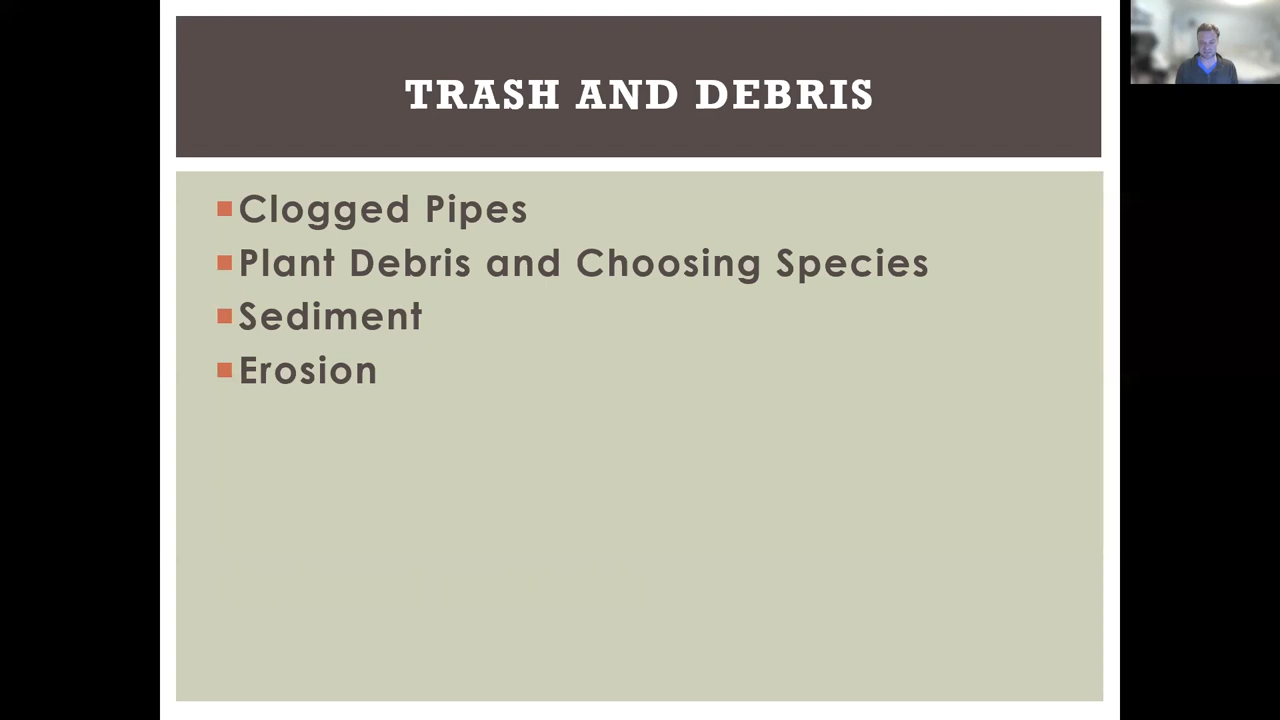 TRASH AND DEBRIS
Clogged Pipes
Plant Debris and Choosing Species
Sediment
Erosion